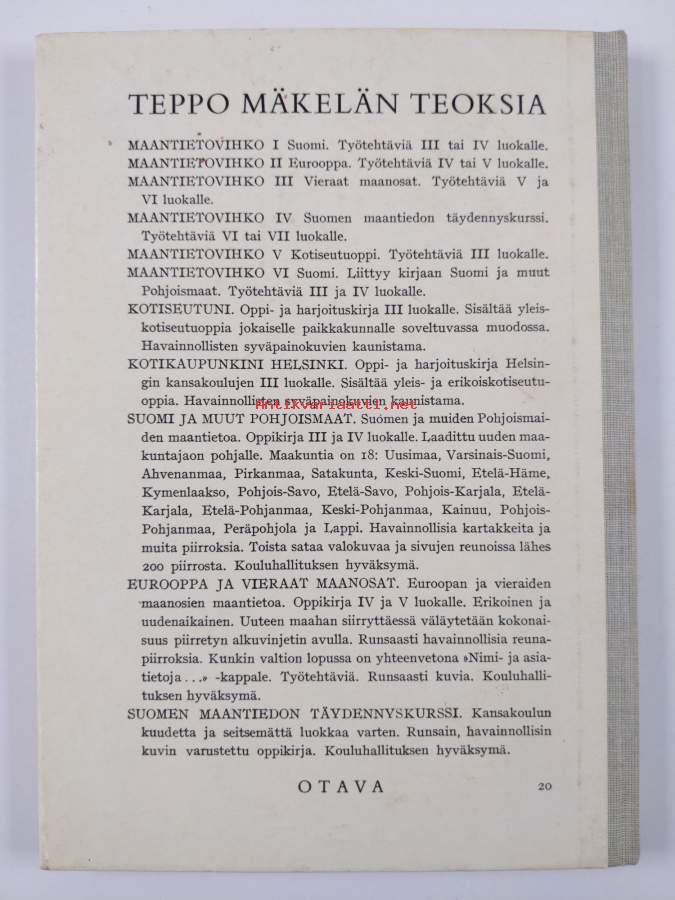 TEPPO MÄKELÄN TEOKSIA
MAANTIETOVIHKO I Suomi. Työtehtäviä III tai IV luokalle.
MAANTIETOVIHKO II Eurooppa. Työtehtäviä IV tai V luokalle.
MAANTIETOVIHKO III Vieraat maanosat. Työtehtäviä V ja
VI luokalle.
MAANTIETOVIHKO IV Suomen maantiedon täydennyskurssi.
Työtehtäviä VI tai VII luokalle.
MAANTIETOVIHKO V Kotiseutuoppi. Työtehtäviä III luokalle.
MAANTIETOVIHKO VI Suomi. Liittyy kirjaan Suomi ja muut
Pohjoismaat. Työtehtäviä III ja IV luokalle.
KOTISEUTUNI. Oppi- ja harjoituskirja III luokalle. Sisältää yleis-
kotiseutuoppia jokaiselle paikkakunnalle soveltuvassa muodossa.
Havainnollisten syväpainokuvien kaunistama.
KOTIKAUPUNKINI HELSINKI. Oppi- ja harjoituskirja Helsin-
gin kansakoulujen III luokalle. Sisältää yleis- ja erikoiskotiseutu-
oppia. Havainnollisten syväpainokuvien kaunistama.
Antikvariaatti.net
SUOMI JA MUUT POHJOISMAAT. Suomen ja muiden Pohjoismai-
den maantietoa. Oppikirja III ja IV luokalle. Laadittu uuden maa-
kuntajaon pohjalle. Maakuntia on 18: Uusimaa, Varsinais-Suomi,
Ahvenanmaa, Pirkanmaa, Satakunta, Keski-Suomi, Etelä-Häme,
Kymenlaakso, Pohjois-Savo, Etelä-Savo, Pohjois-Karjala, Etelä-
Karjala, Etelä-Pohjanmaa, Keski-Pohjanmaa, Kainuu, Pohjois-
Pohjanmaa, Peräpohjola ja Lappi. Havainnollisia kartakkeita ja
muita piirroksia. Toista sataa valokuvaa ja sivujen reunoissa lähes
200 piirrosta. Kouluhallituksen hyväksymä.
EUROOPPA JA VIERAAT MAANOSAT. Euroopan ja vieraiden
maanosien maantietoa. Oppikirja IV ja V luokalle. Erikoinen ja
uudenaikainen. Uuteen maahan siirryttäessä väläytetään kokonai-
suus piirretyn alkuvinjetin avulla. Runsaasti havainnollisia reuna-
piirroksia. Kunkin valtion lopussa on yhteenvetona »Nimi- ja asia-
tietoja...» -kappale. Työtehtäviä. Runsaasti kuvia. Kouluhalli-
tuksen hyväksymä.
SUOMEN MAANTIEDON TÄYDENNYSKURSSI. Kansakoulun
kuudetta ja seitsemättä luokkaa varten. Runsain, havainnollisin
kuvin varustettu oppikirja. Kouluhallituksen hyväksymä.
OTAVA 20